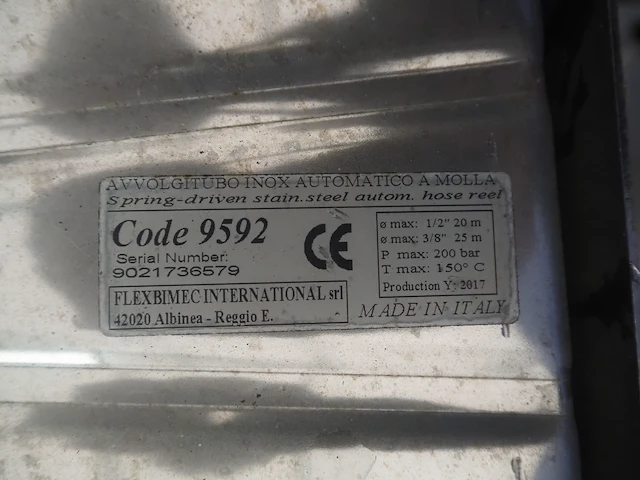 AVVOLGITUBO INOX AUTOMATICO A MOLLA
Spring-driven stain.steel autom. hose reel
Code 9592
Serial Number:
9021736579
CE
ø max: 1/2" 20 m
ø max: 3/8" 25 m
P max: 200 bar
T max: 150° C
Production Y: 2017
FLEXBIMEC INTERNATIONAL srl
42020 Albinea - Reggio E.
MADE IN ITALY